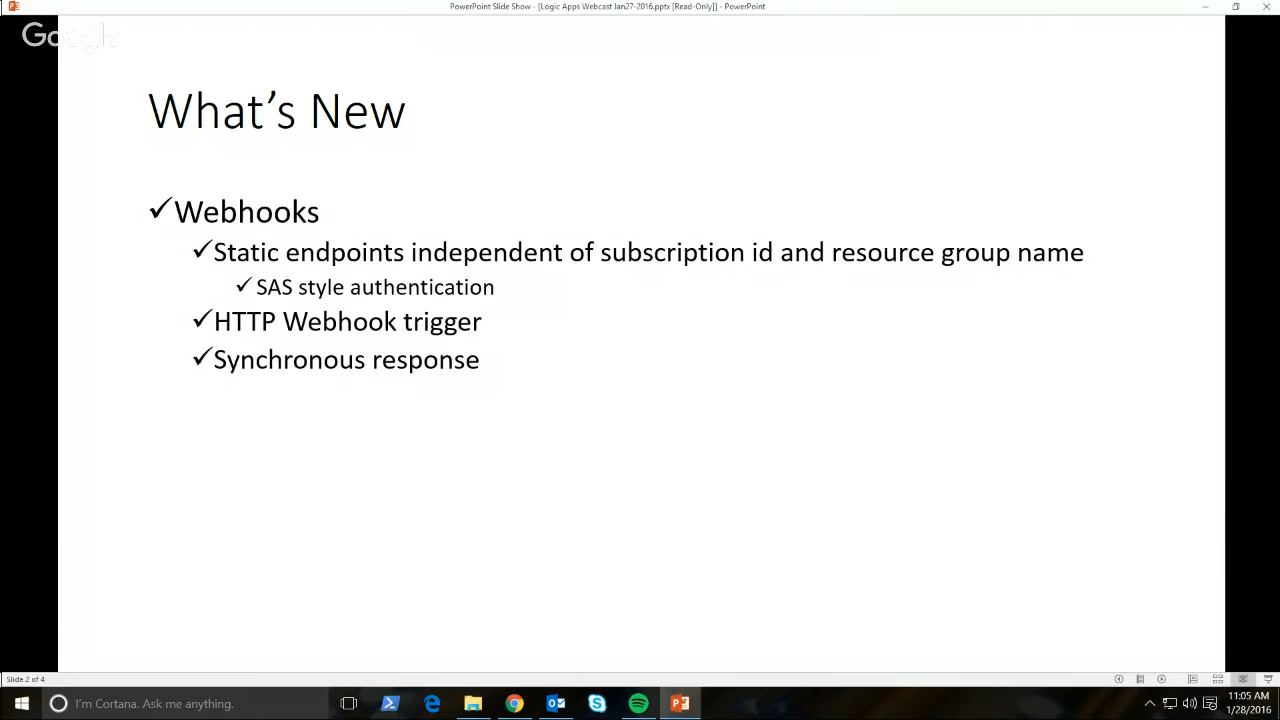 PowerPoint Slide Show - [Logic Apps Webcast Jan27-2016.pptx [Read-Only]] - PowerPoint
Google
What's New
✓Webhooks
✓Static endpoints independent of subscription id and resource group name
✓SAS style authentication
✓HTTP Webhook trigger
✓Synchronous response
Slide 2 of 4
I'm Cortana. Ask me anything.
11:05 AM
1/28/2016